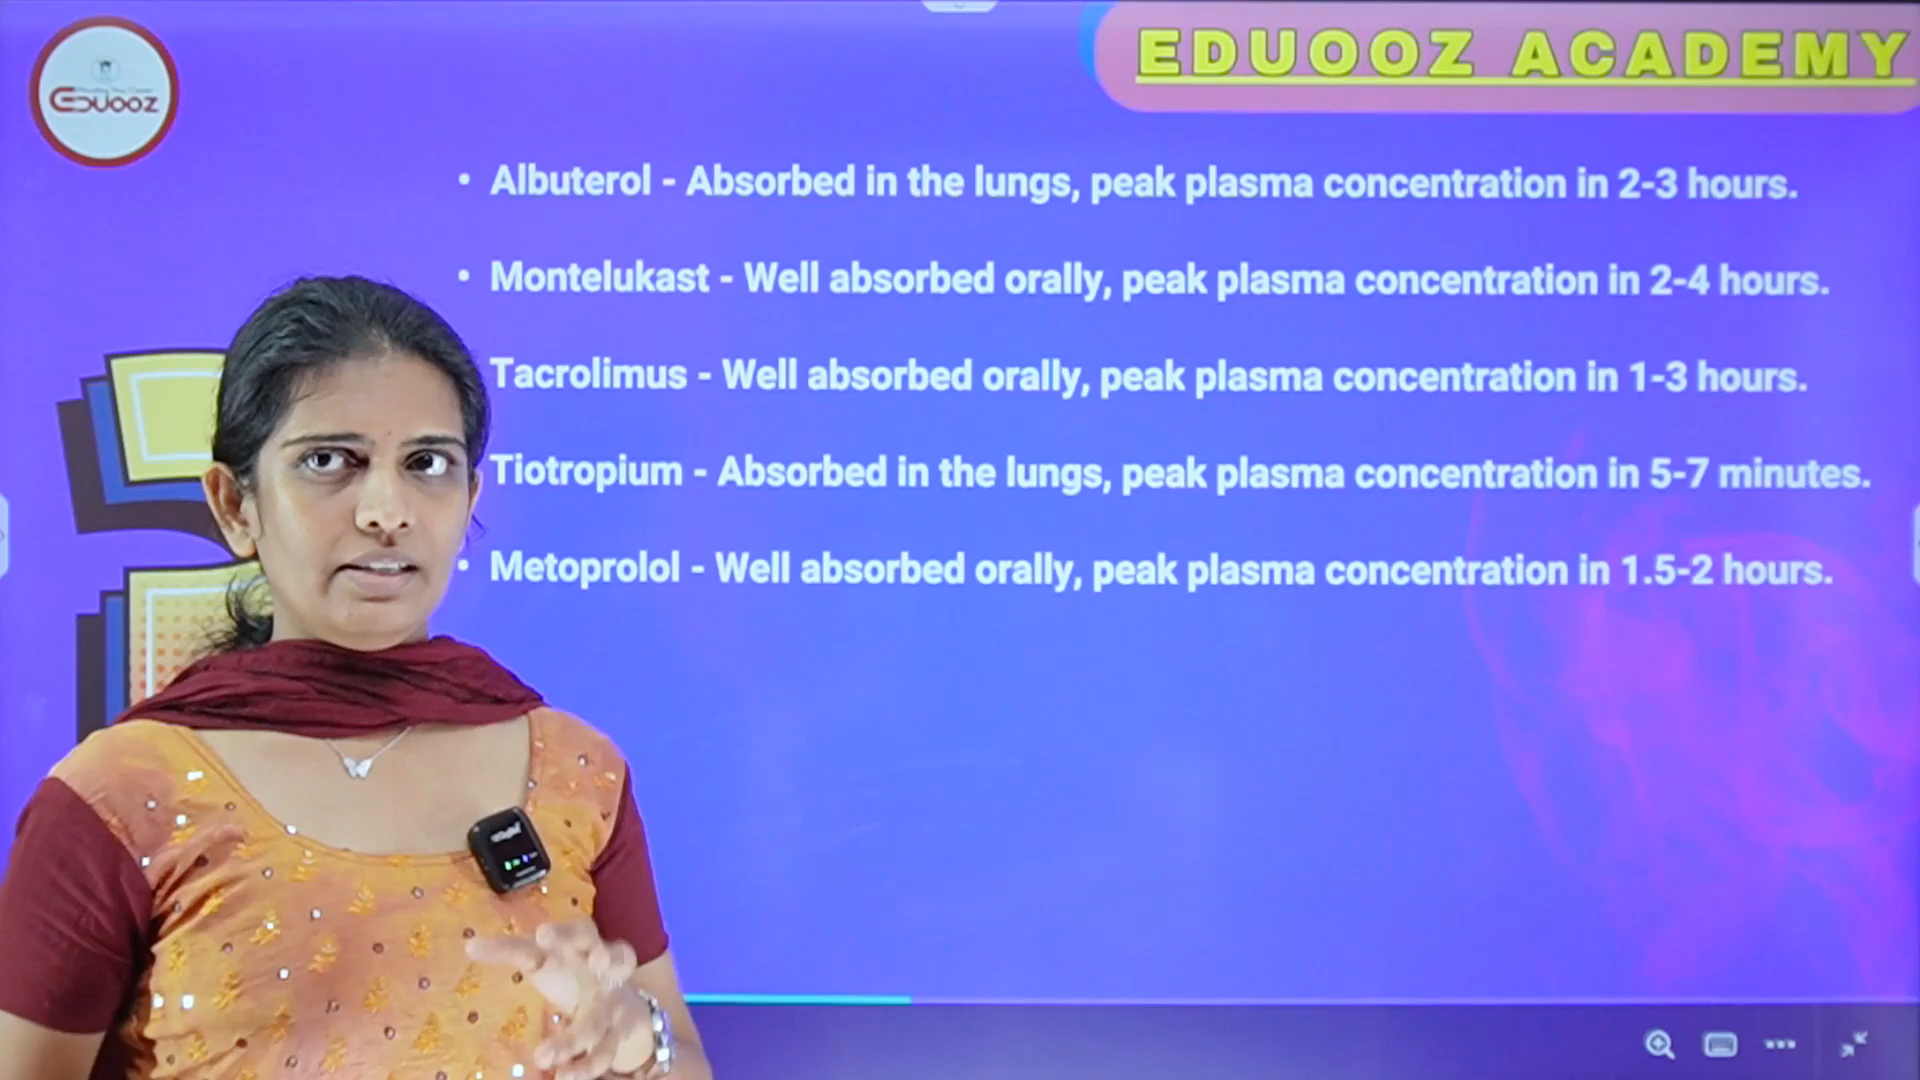 EDUOOZ
EDUOOZ ACADEMY
• Albuterol - Absorbed in the lungs, peak plasma concentration in 2-3 hours.
• Montelukast - Well absorbed orally, peak plasma concentration in 2-4 hours.
Tacrolimus - Well absorbed orally, peak plasma concentration in 1-3 hours.
Tiotropium - Absorbed in the lungs, peak plasma concentration in 5-7 minutes.
• Metoprolol - Well absorbed orally, peak plasma concentration in 1.5-2 hours.